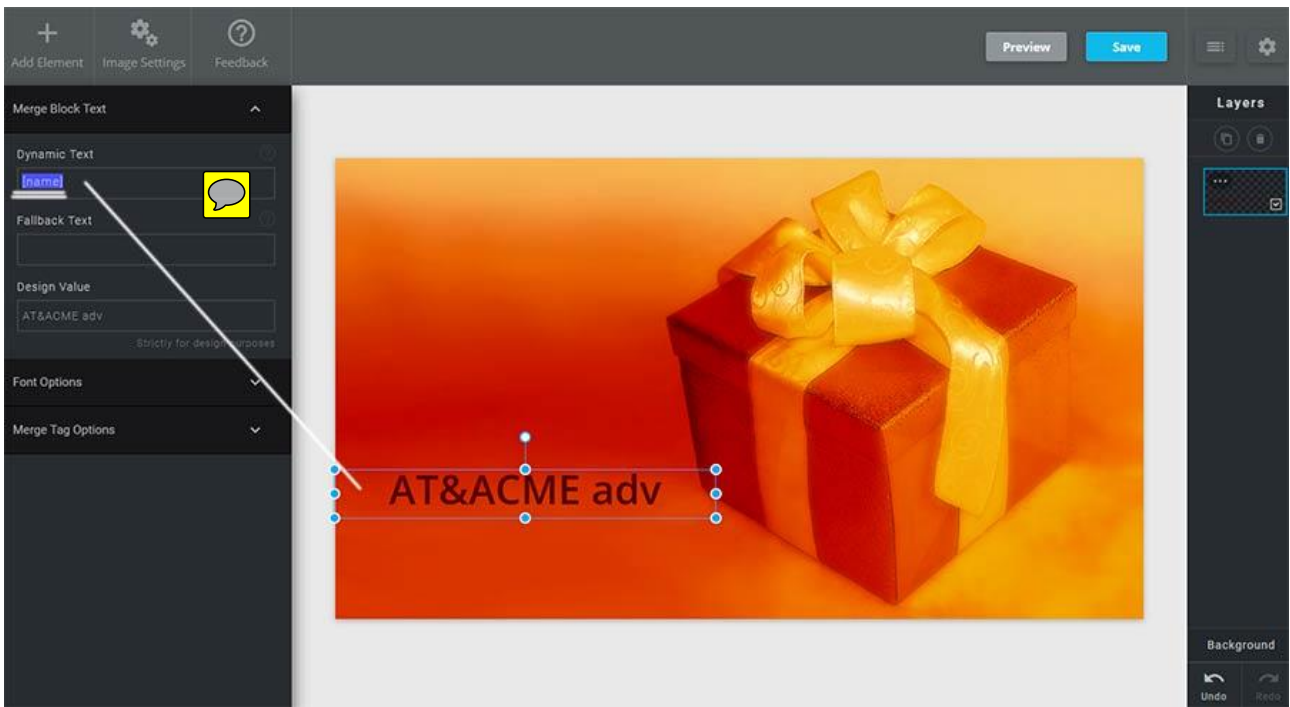 Add Element Image Settings Feedback
Preview Save
Merge Block Text
Layers
Dynamic Text
[name]
Fallback Text
Design Value
AT&ACME adv
Strictly for design purposes
Font Options
Merge Tag Options
AT&ACME adv
Background
Undo Redo